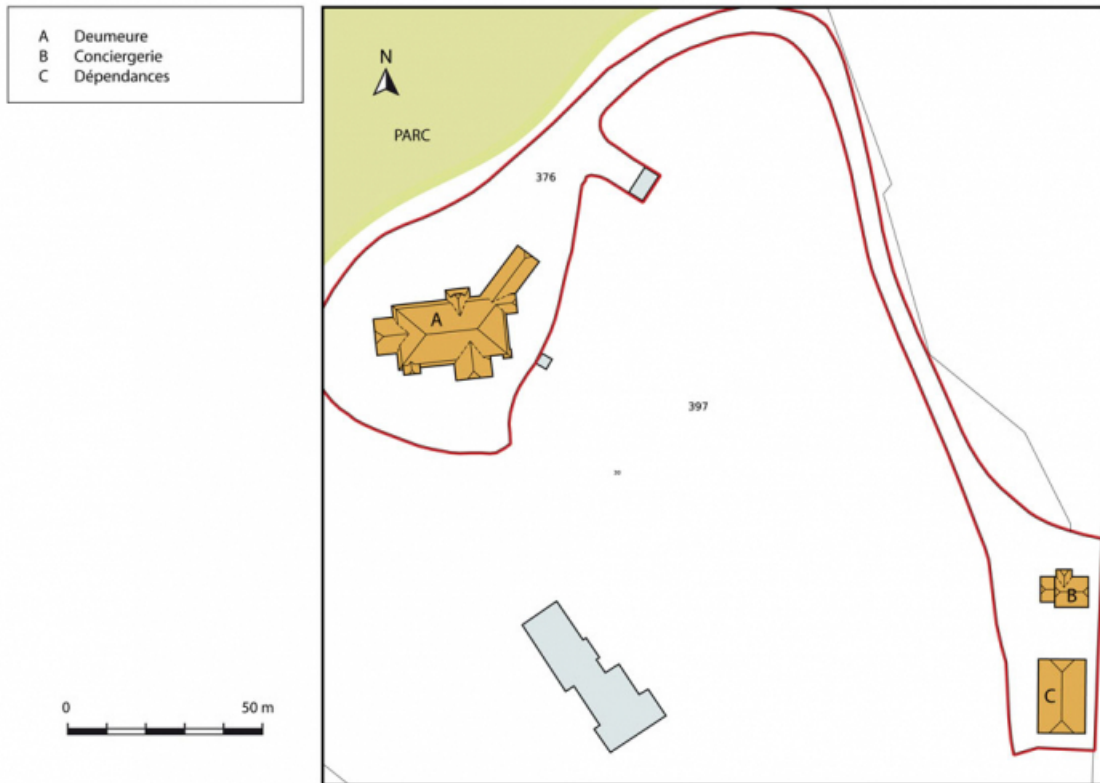 A Deumeure
B Conciergerie
C Dépendances
N
PARC
376
A
397
B
C
0 50 m